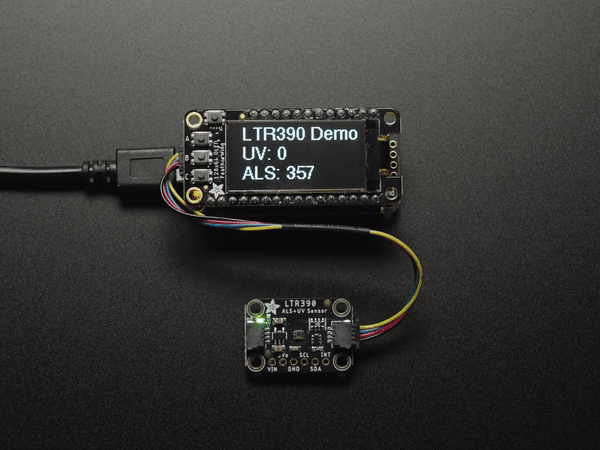 LTR390 Demo
UV: 0
ALS: 357
A
B
LTR390
ALS+UV Sensor
SCL INT
VIN GND SDA